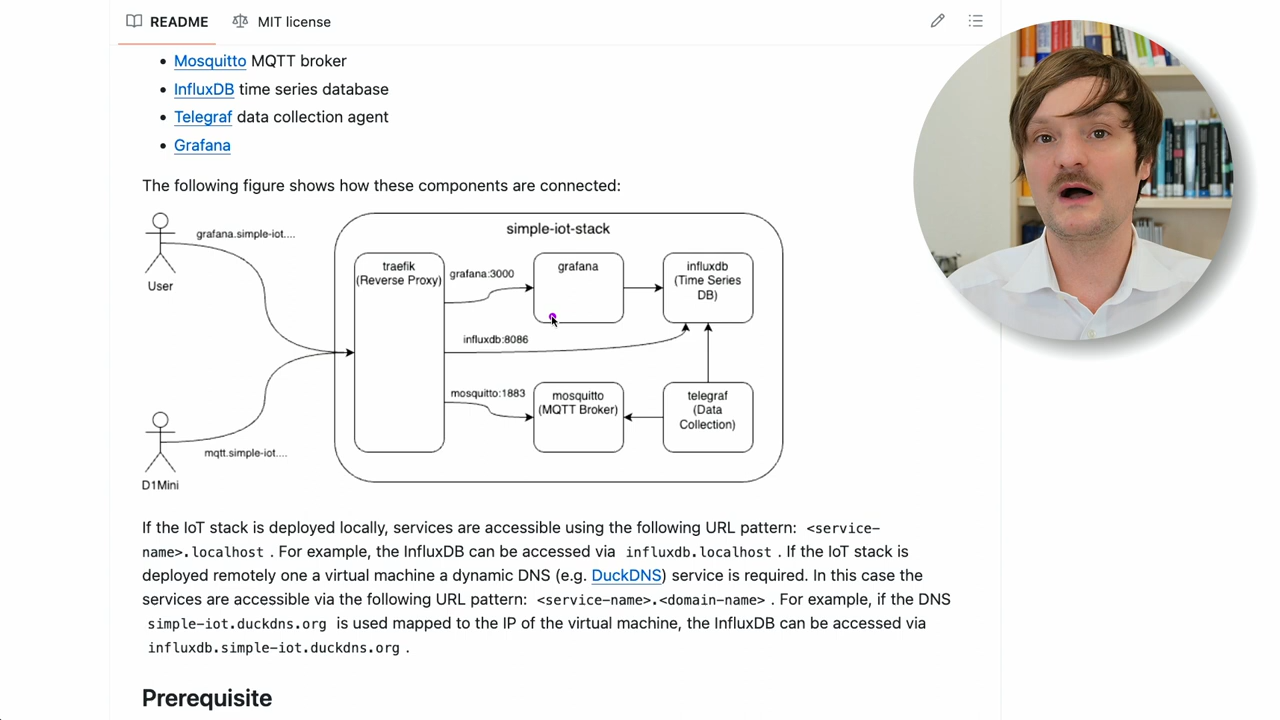 README MIT license
Mosquitto MQTT broker
InfluxDB time series database
Telegraf data collection agent
Grafana
The following figure shows how these components are connected:
simple-iot-stack
User
grafana.simple-iot....
traefik
(Reverse Proxy)
grafana:3000
grafana
influxdb
(Time Series
DB)
influxdb:8086
mosquitto:1883
mosquitto
(MQTT Broker)
telegraf
(Data
Collection)
mqtt.simple-iot....
D1Mini
If the IoT stack is deployed locally, services are accessible using the following URL pattern: <service-
name>.localhost . For example, the InfluxDB can be accessed via influxdb.localhost . If the IoT stack is
deployed remotely one a virtual machine a dynamic DNS (e.g. DuckDNS) service is required. In this case the
services are accessible via the following URL pattern: <service-name>.<domain-name> . For example, if the DNS
simple-iot.duckdns.org is used mapped to the IP of the virtual machine, the InfluxDB can be accessed via
influxdb.simple-iot.duckdns.org .
Prerequisite